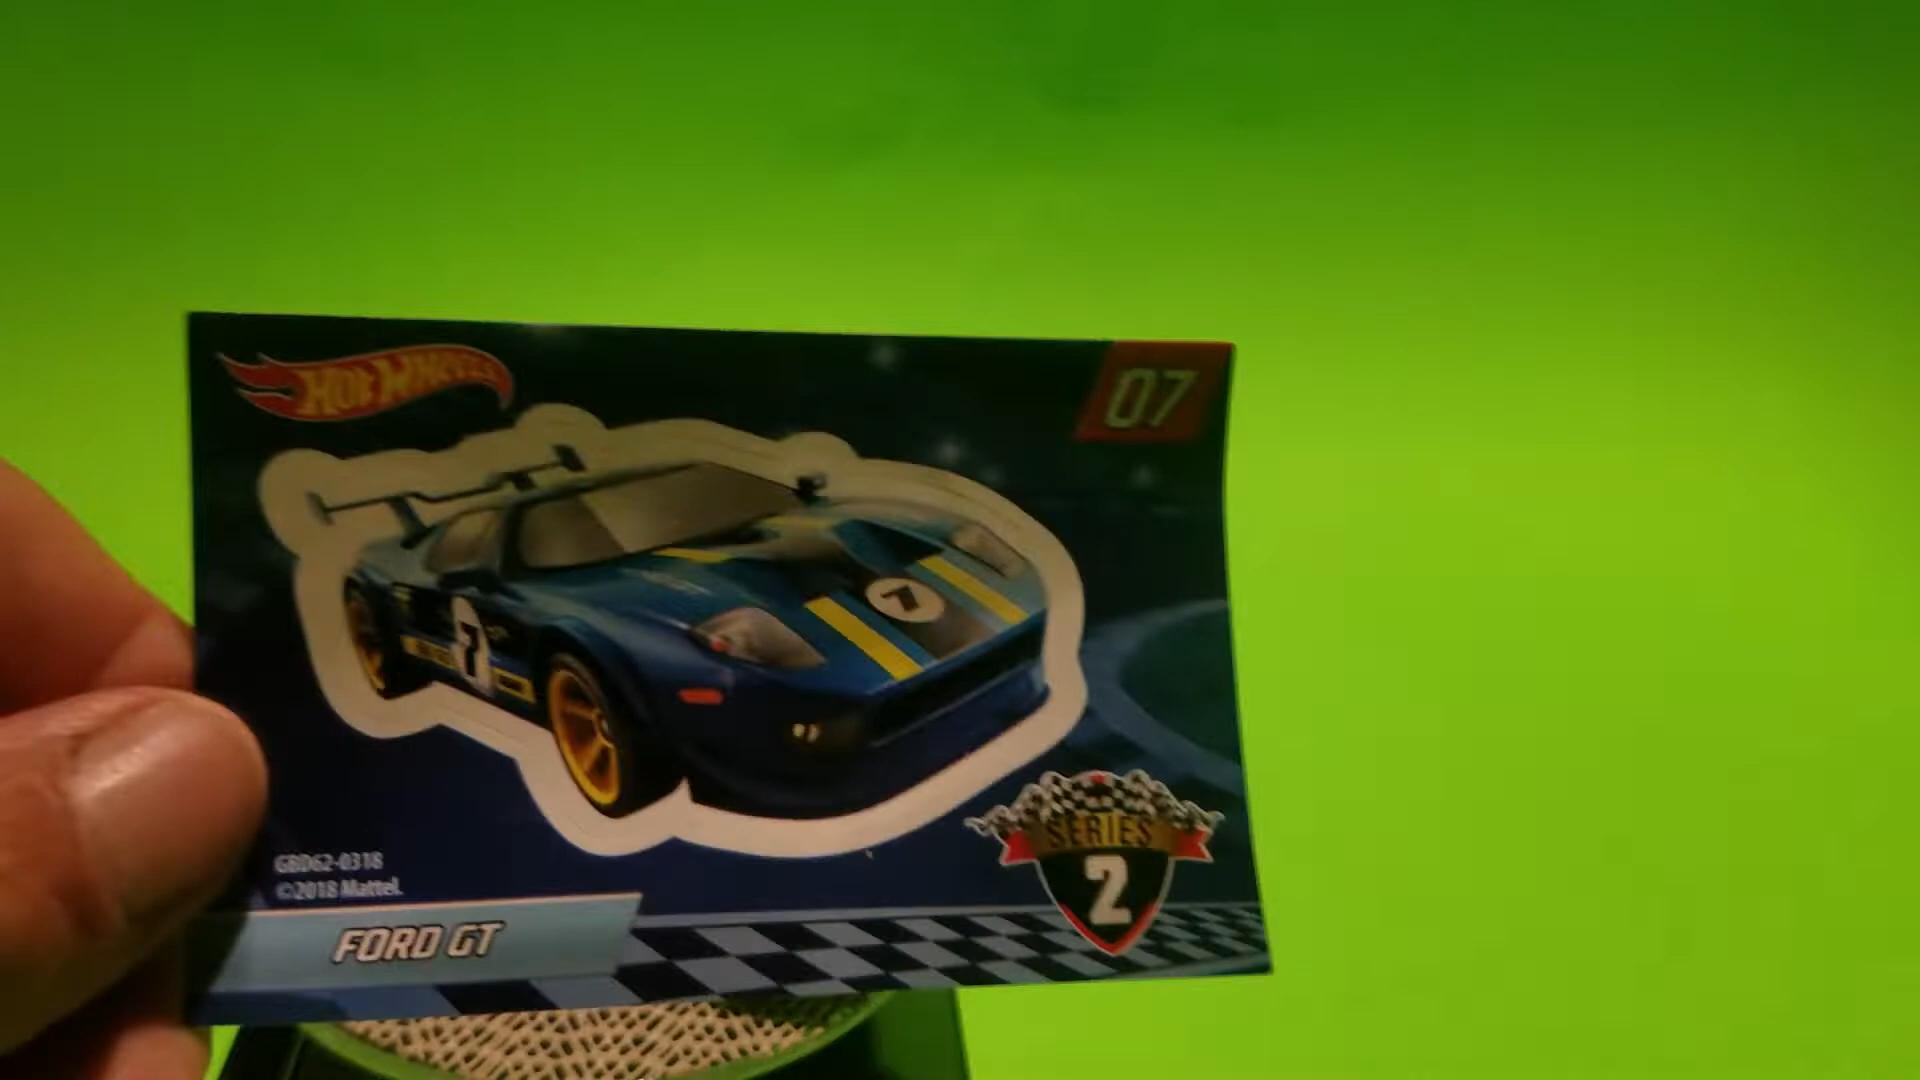 HOT WHEELS
07
7
7
SERIES
2
GBD62-0318
©2018 Mattel.
FORD GT